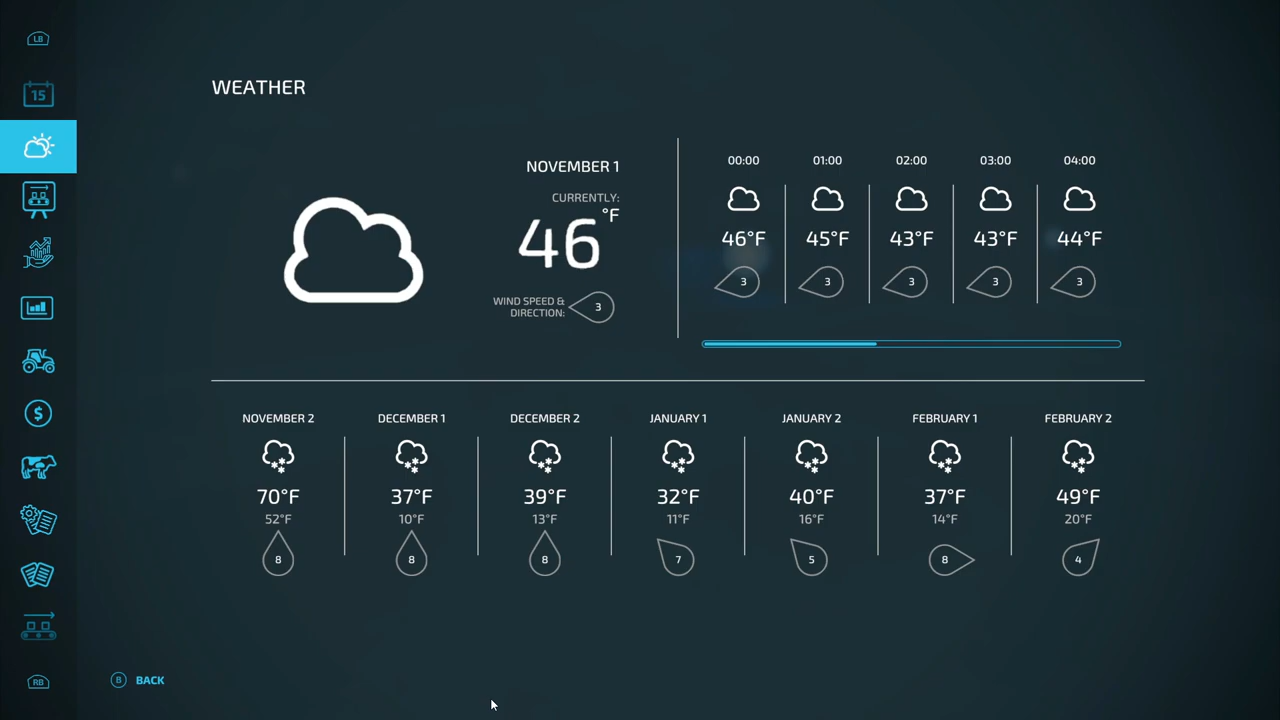 LB
15
WEATHER
NOVEMBER 1
CURRENTLY:
46 °F
WIND SPEED &
DIRECTION:
3
00:00 01:00 02:00 03:00 04:00
46°F 45°F 43°F 43°F 44°F
3 3 3 3 3
NOVEMBER 2 DECEMBER 1 DECEMBER 2 JANUARY 1 JANUARY 2 FEBRUARY 1 FEBRUARY 2
70°F 37°F 39°F 32°F 40°F 37°F 49°F
52°F 10°F 13°F 11°F 16°F 14°F 20°F
8 8 8 7 5 8 4
$
B BACK
RB